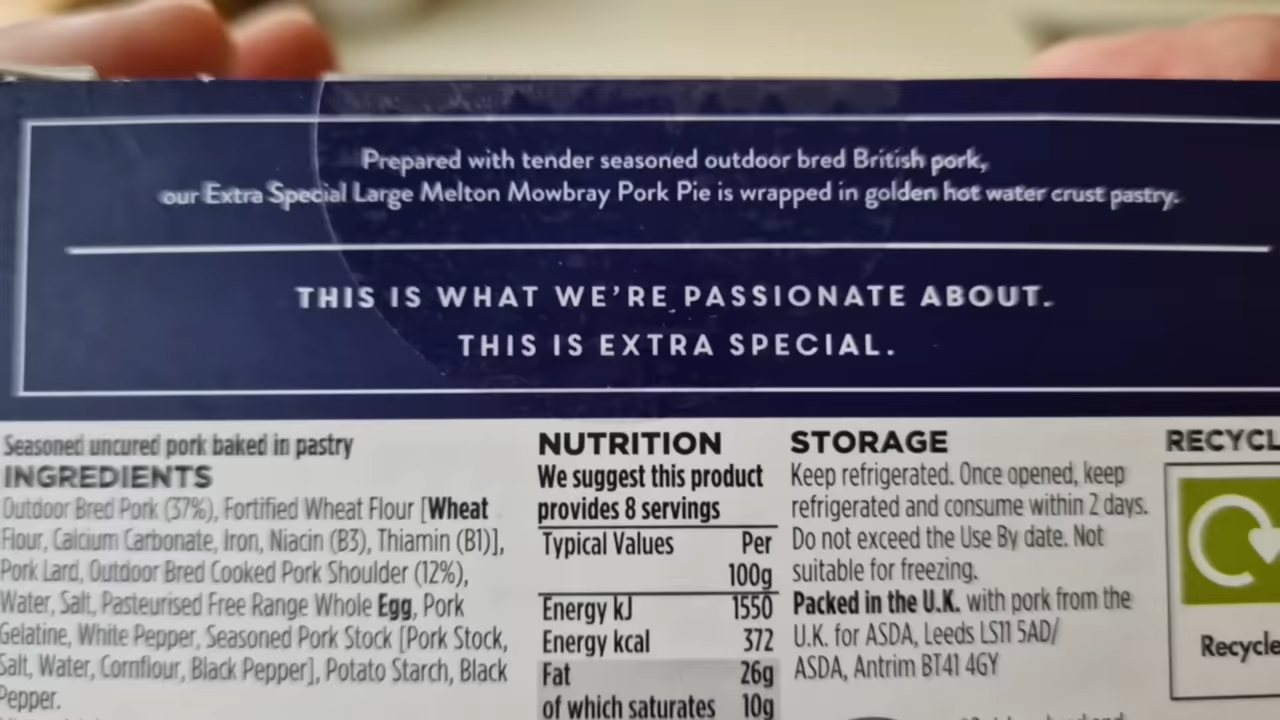 Prepared with tender seasoned outdoor bred British pork,
our Extra Special Large Melton Mowbray Pork Pie is wrapped in golden hot water crust pastry.
THIS IS WHAT WE'RE PASSIONATE ABOUT.
THIS IS EXTRA SPECIAL.
Seasoned uncured pork baked in pastry
INGREDIENTS
Outdoor Bred Pork (37%), Fortified Wheat Flour [Wheat
Flour, Calcium Carbonate, Iron, Niacin (B3), Thiamin (B1)],
Pork Lard, Outdoor Bred Cooked Pork Shoulder (12%),
Water, Salt, Pasteurised Free Range Whole Egg, Pork
Gelatine, White Pepper, Seasoned Pork Stock [Pork Stock,
Salt, Water, Cornflour, Black Pepper], Potato Starch, Black
Pepper.
NUTRITION
We suggest this product
provides 8 servings
Typical Values Per
100g
Energy kJ 1550
Energy kcal 372
Fat 26g
of which saturates 10g
STORAGE
Keep refrigerated. Once opened, keep
refrigerated and consume within 2 days.
Do not exceed the Use By date. Not
suitable for freezing.
Packed in the U.K. with pork from the
U.K. for ASDA, Leeds LS11 5AD/
ASDA, Antrim BT41 4GY
RECYCL
Recycle